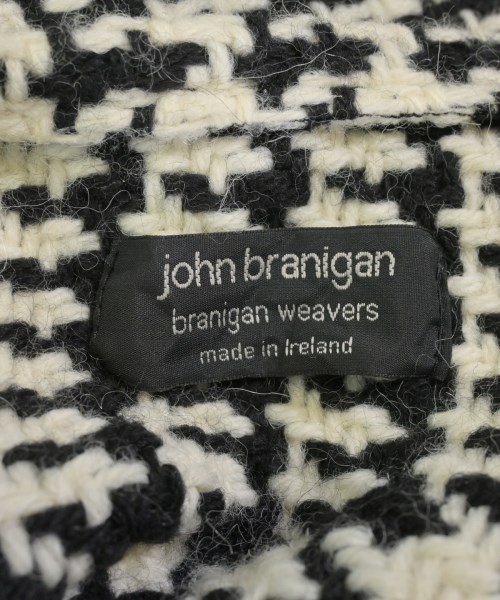 john branigan
branigan weavers
made in Ireland